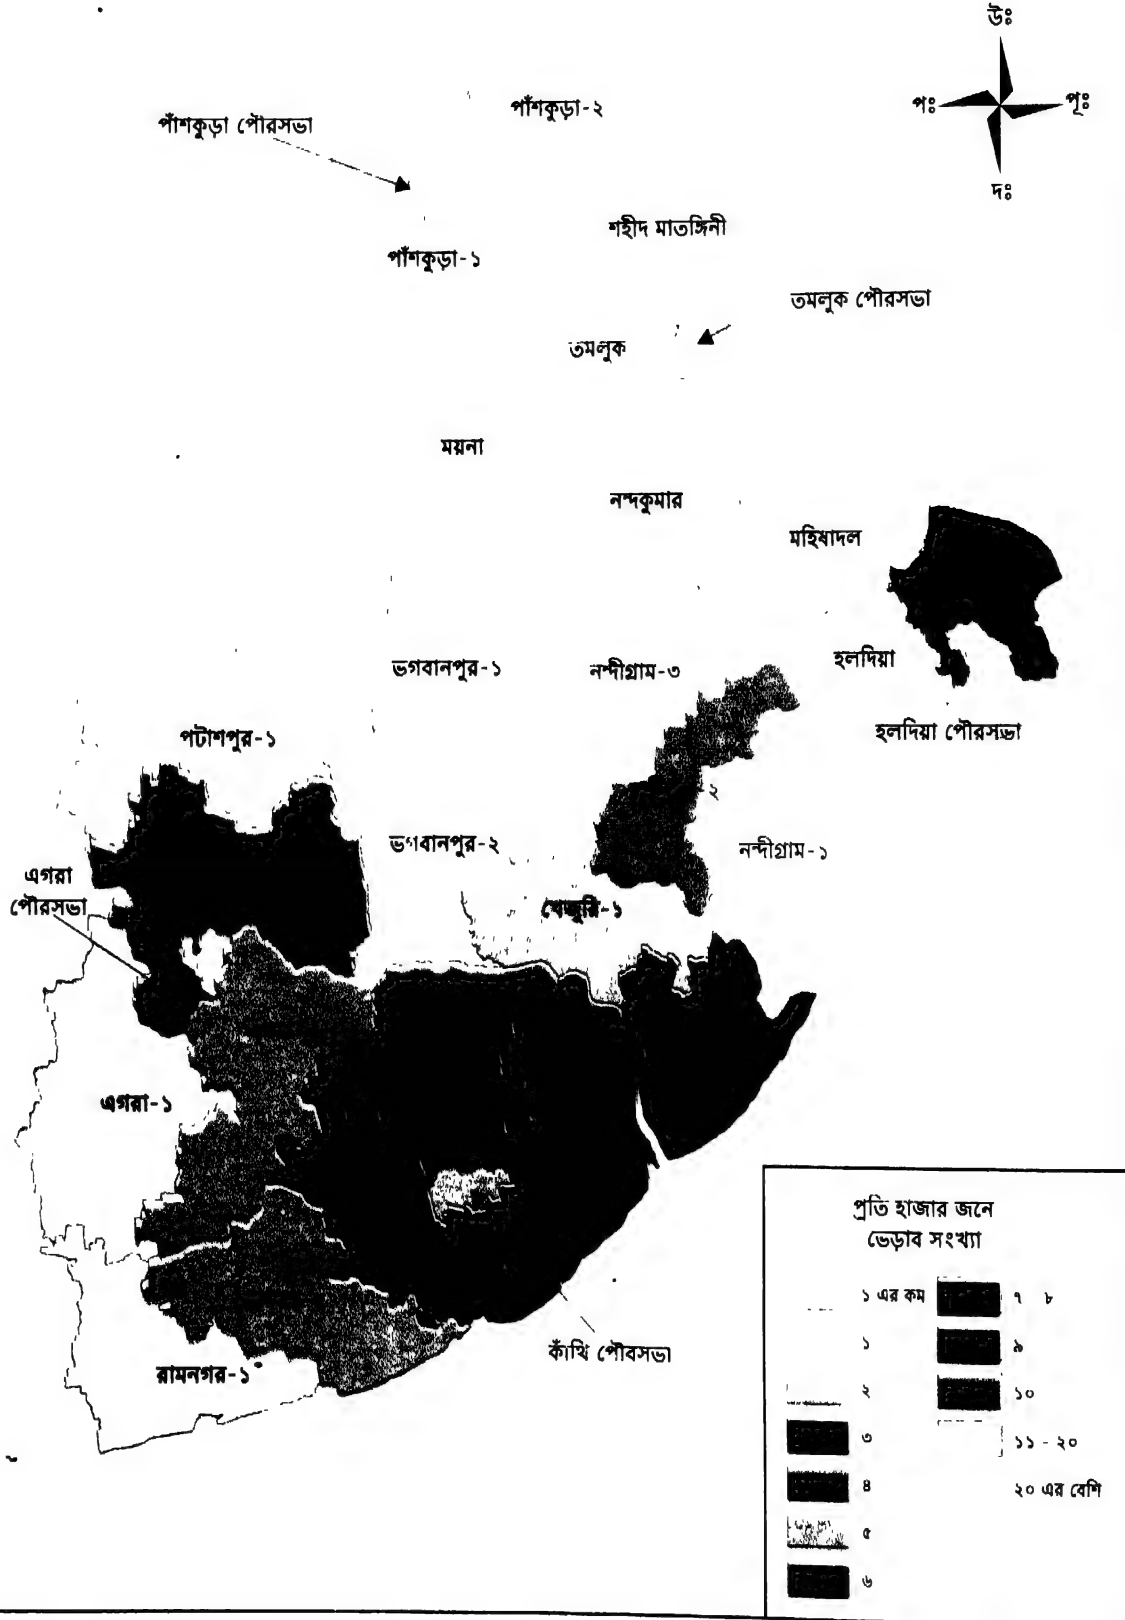 উঃ
পঃ
পূঃ
দঃ
পাঁশকুড়া-২
পাঁশকুড়া পৌরসভা
শহীদ মাতঙ্গিনী
পাঁশকুড়া-১
তমলুক পৌরসভা
তমলুক
ময়না
নন্দকুমার
মহিষাদল
হলদিয়া
ভগবানপুর-১
নন্দীগ্রাম-৩
হলদিয়া পৌরসভা
পটাশপুর-১
২
ভগবানপুর-২
নন্দীগ্রাম-১
এগরা
পৌরসভা
খেজুরি-১
এগরা-১
কাঁথি পৌবসভা
রামনগর-১
প্রতি হাজার জনে
ভেড়াব সংখ্যা
১ এর কম
১
২
৩
৪
৫
৬
৭ ৮
৯
১০
১১ - ২০
২০ এর বেশি